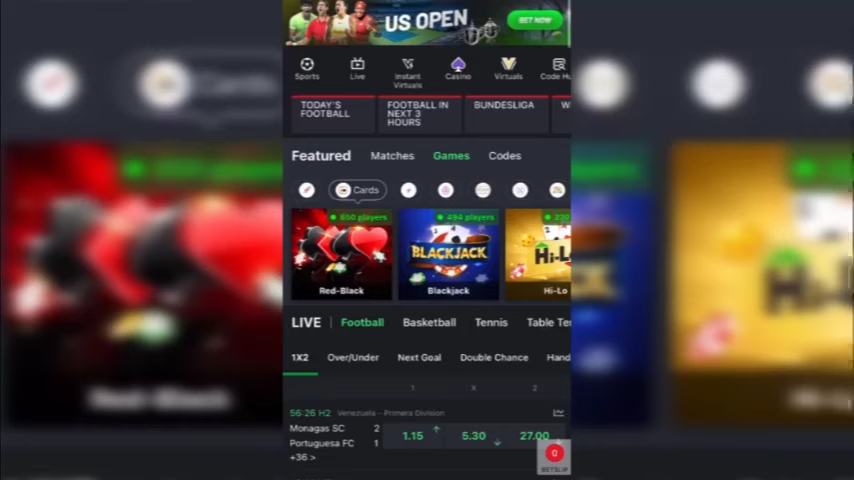 US OPEN
BET NOW
Sports
Live
Instant Virtuals
Casino
Virtuals
Code Hu
TODAY'S FOOTBALL
FOOTBALL IN NEXT 3 HOURS
BUNDESLIGA
Featured
Matches
Games
Codes
Cards
650 players
494 players
BLACKJACK
Hi-L
Red-Black
Blackjack
Hi-Lo
LIVE
Football
Basketball
Tennis
Table Te
1X2
Over/Under
Next Goal
Double Chance
Hand
1 X 2
56:26 H2 Venezuela - Primera Division
Monagas SC 2
Portuguesa FC 1
1.15
5.30
27.00
+36 >
0
BETSLIP